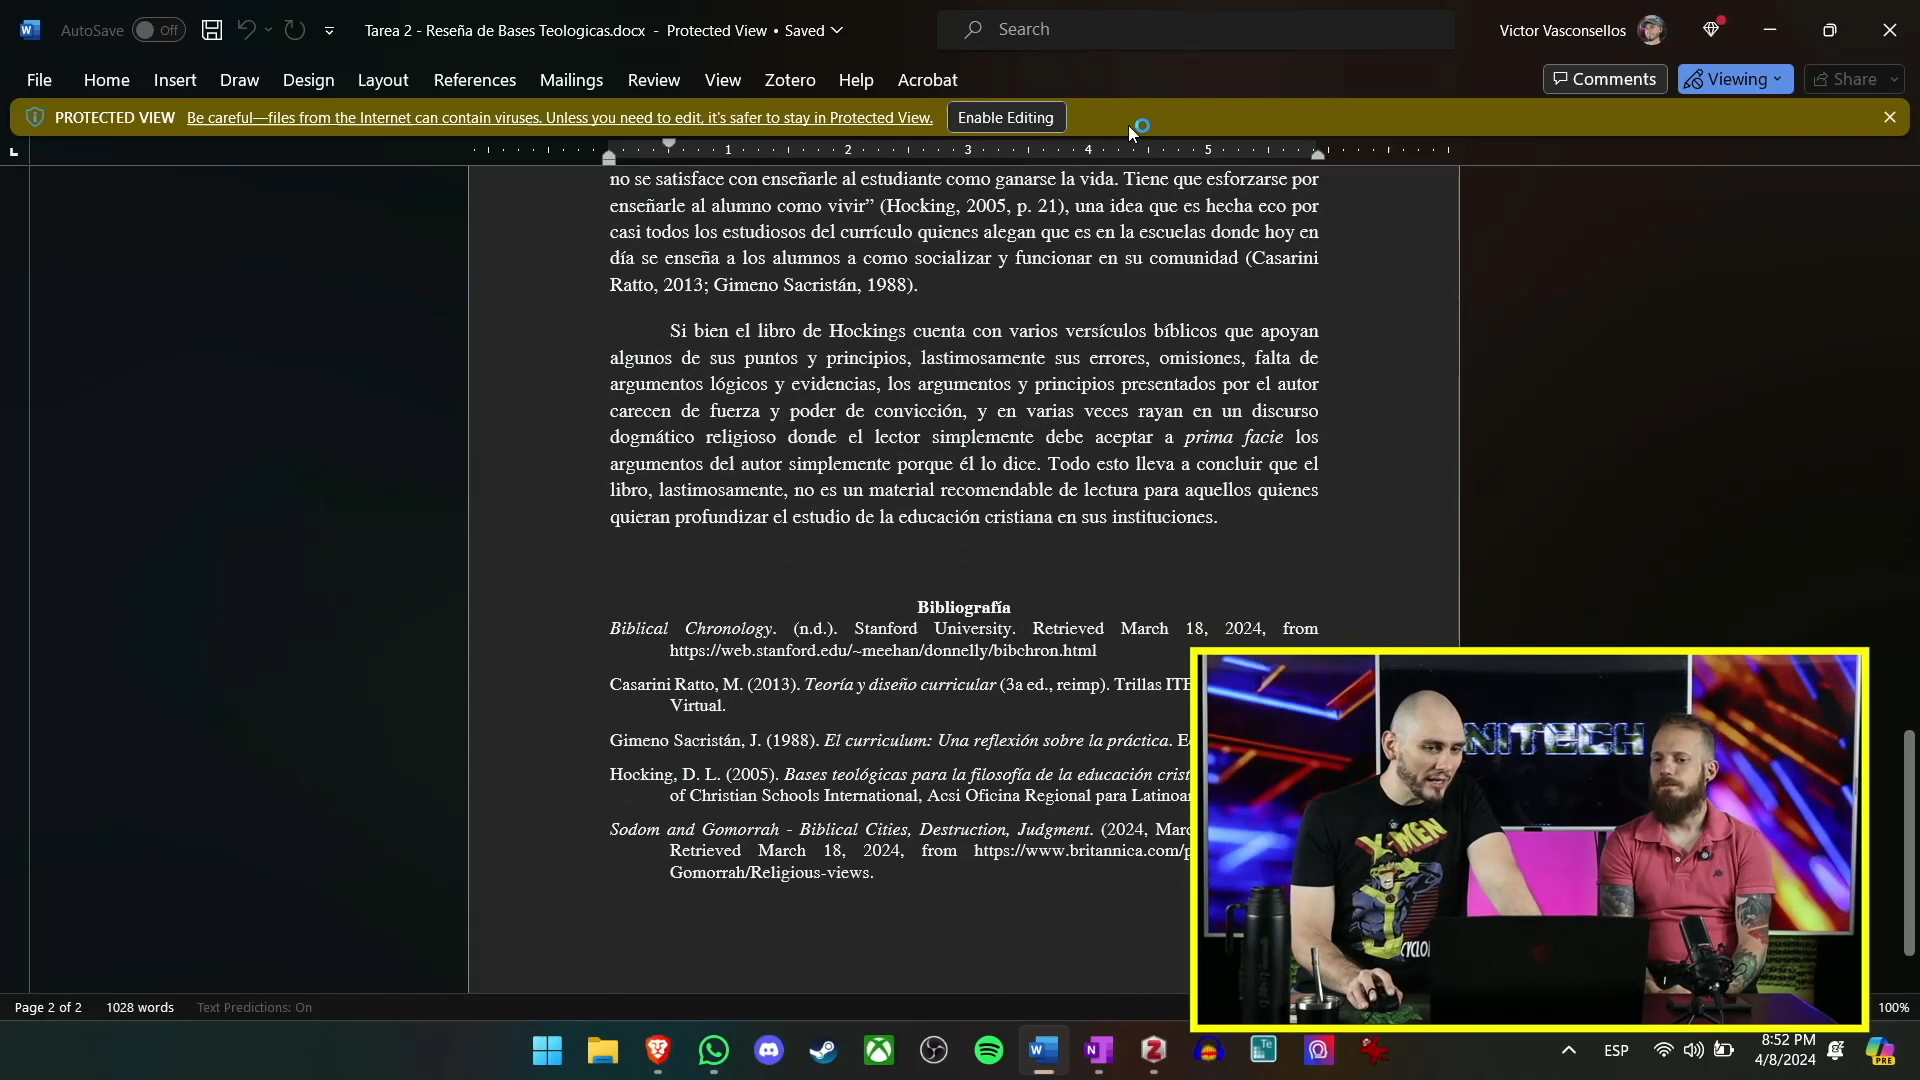 AutoSave Off Tarea 2 - Reseña de Bases Teologicas.docx - Protected View • Saved Search Victor Vasconsellos
File Home Insert Draw Design Layout References Mailings Review View Zotero Help Acrobat Comments Viewing Share
PROTECTED VIEW Be careful—files from the Internet can contain viruses. Unless you need to edit, it's safer to stay in Protected View. Enable Editing
1 2 3 4 5
no se satisface con enseñarle al estudiante como ganarse la vida. Tiene que esforzarse por
enseñarle al alumno como vivir” (Hocking, 2005, p. 21), una idea que es hecha eco por
casi todos los estudiosos del currículo quienes alegan que es en la escuelas donde hoy en
día se enseña a los alumnos a como socializar y funcionar en su comunidad (Casarini
Ratto, 2013; Gimeno Sacristán, 1988).
Si bien el libro de Hockings cuenta con varios versículos bíblicos que apoyan
algunos de sus puntos y principios, lastimosamente sus errores, omisiones, falta de
argumentos lógicos y evidencias, los argumentos y principios presentados por el autor
carecen de fuerza y poder de convicción, y en varias veces rayan en un discurso
dogmático religioso donde el lector simplemente debe aceptar a prima facie los
argumentos del autor simplemente porque él lo dice. Todo esto lleva a concluir que el
libro, lastimosamente, no es un material recomendable de lectura para aquellos quienes
quieran profundizar el estudio de la educación cristiana en sus instituciones.
Bibliografía
Biblical Chronology. (n.d.). Stanford University. Retrieved March 18, 2024, from
https://web.stanford.edu/~meehan/donnelly/bibchron.html
Casarini Ratto, M. (2013). Teoría y diseño curricular (3a ed., reimp). Trillas ITE
Virtual.
Gimeno Sacristán, J. (1988). El curriculum: Una reflexión sobre la práctica. E
Hocking, D. L. (2005). Bases teológicas para la filosofía de la educación crist
of Christian Schools International, Acsi Oficina Regional para Latinoar
Sodom and Gomorrah - Biblical Cities, Destruction, Judgment. (2024, Marc
Retrieved March 18, 2024, from https://www.britannica.com/p
Gomorrah/Religious-views.
NITECH
X-MEN
CYCLO
Page 2 of 2 1028 words Text Predictions: On 100%
ESP 8:52 PM
4/8/2024